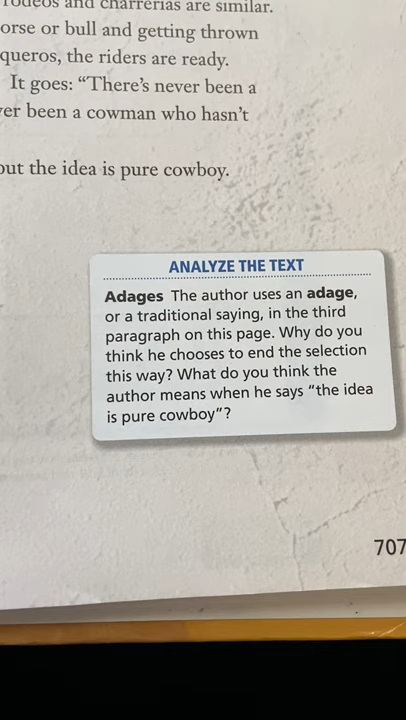 rodeos and charrerías are similar.
orse or bull and getting thrown
queros, the riders are ready.
It goes: “There’s never been a
er been a cowman who hasn’t
out the idea is pure cowboy.
ANALYZE THE TEXT
Adages The author uses an adage,
or a traditional saying, in the third
paragraph on this page. Why do you
think he chooses to end the selection
this way? What do you think the
author means when he says “the idea
is pure cowboy”?
707